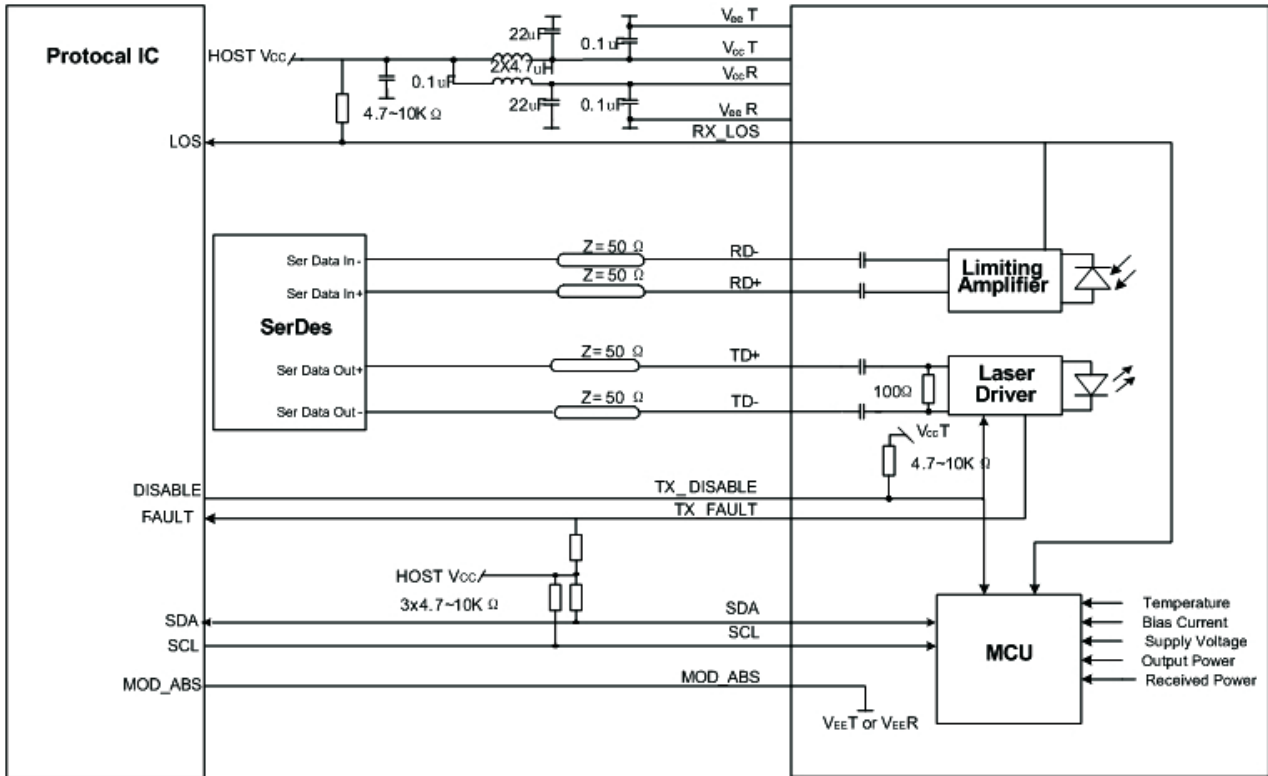 Protocal IC
HOST Vcc
22uF
0.1uF
2X4.7uH
0.1uF
22uF
0.1uF
4.7~10K Ω
VeeT
VccT
VccR
VeeR
RX_LOS
LOS
Ser Data In-
Ser Data In+
SerDes
Ser Data Out+
Ser Data Out-
Z=50 Ω
Z=50 Ω
Z=50 Ω
Z=50 Ω
RD-
RD+
TD+
TD-
Limiting
Amplifier
Laser
Driver
100Ω
VccT
4.7~10K Ω
DISABLE
TX_DISABLE
FAULT
TX_FAULT
HOST Vcc
3x4.7~10K Ω
SDA
SDA
SCL
SCL
MOD_ABS
MOD_ABS
VEET or VEER
MCU
Temperature
Bias Current
Supply Voltage
Output Power
Received Power